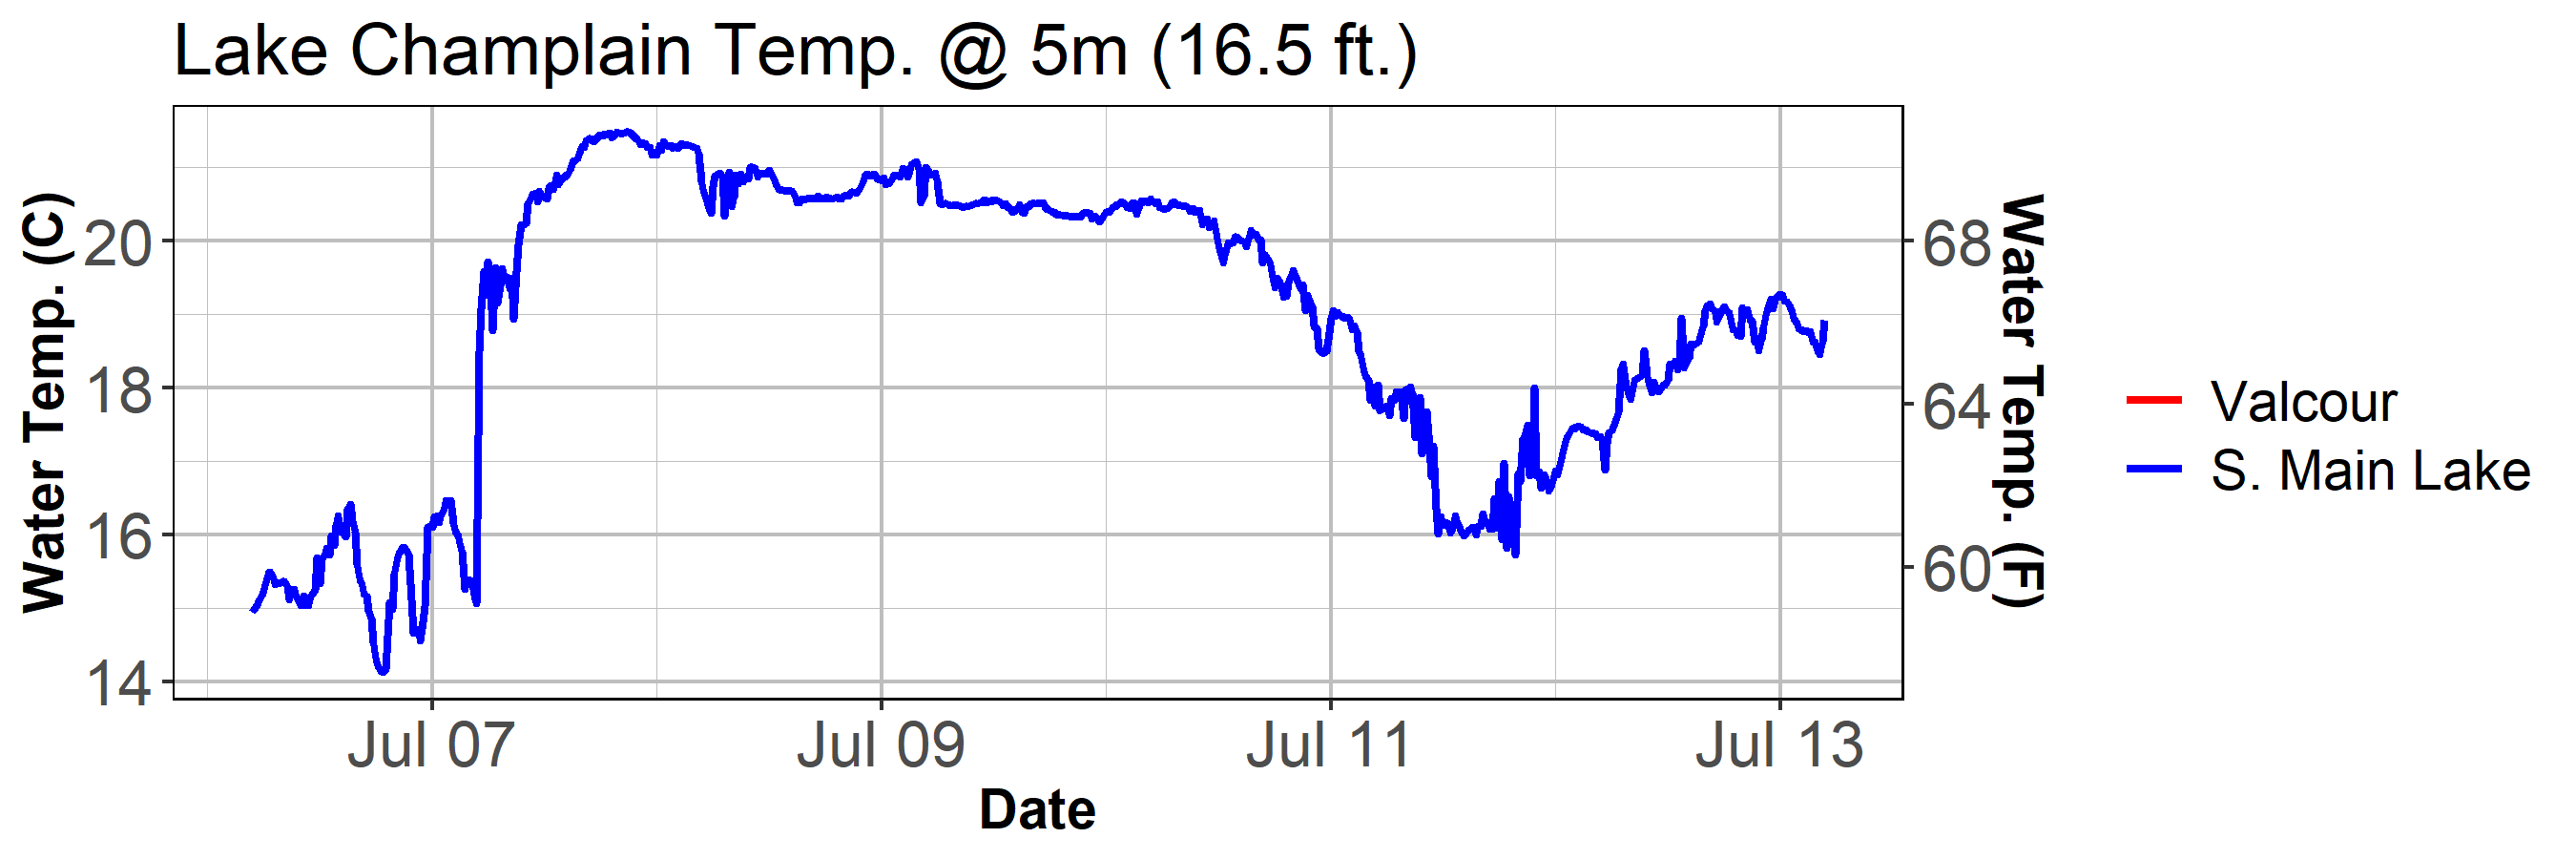 Lake Champlain Temp. @ 5m (16.5 ft.)
Water Temp. (C)
20
18
16
14
68
64
60
Water Temp. (F)
Jul 07
Jul 09
Jul 11
Jul 13
Date
Valcour
S. Main Lake